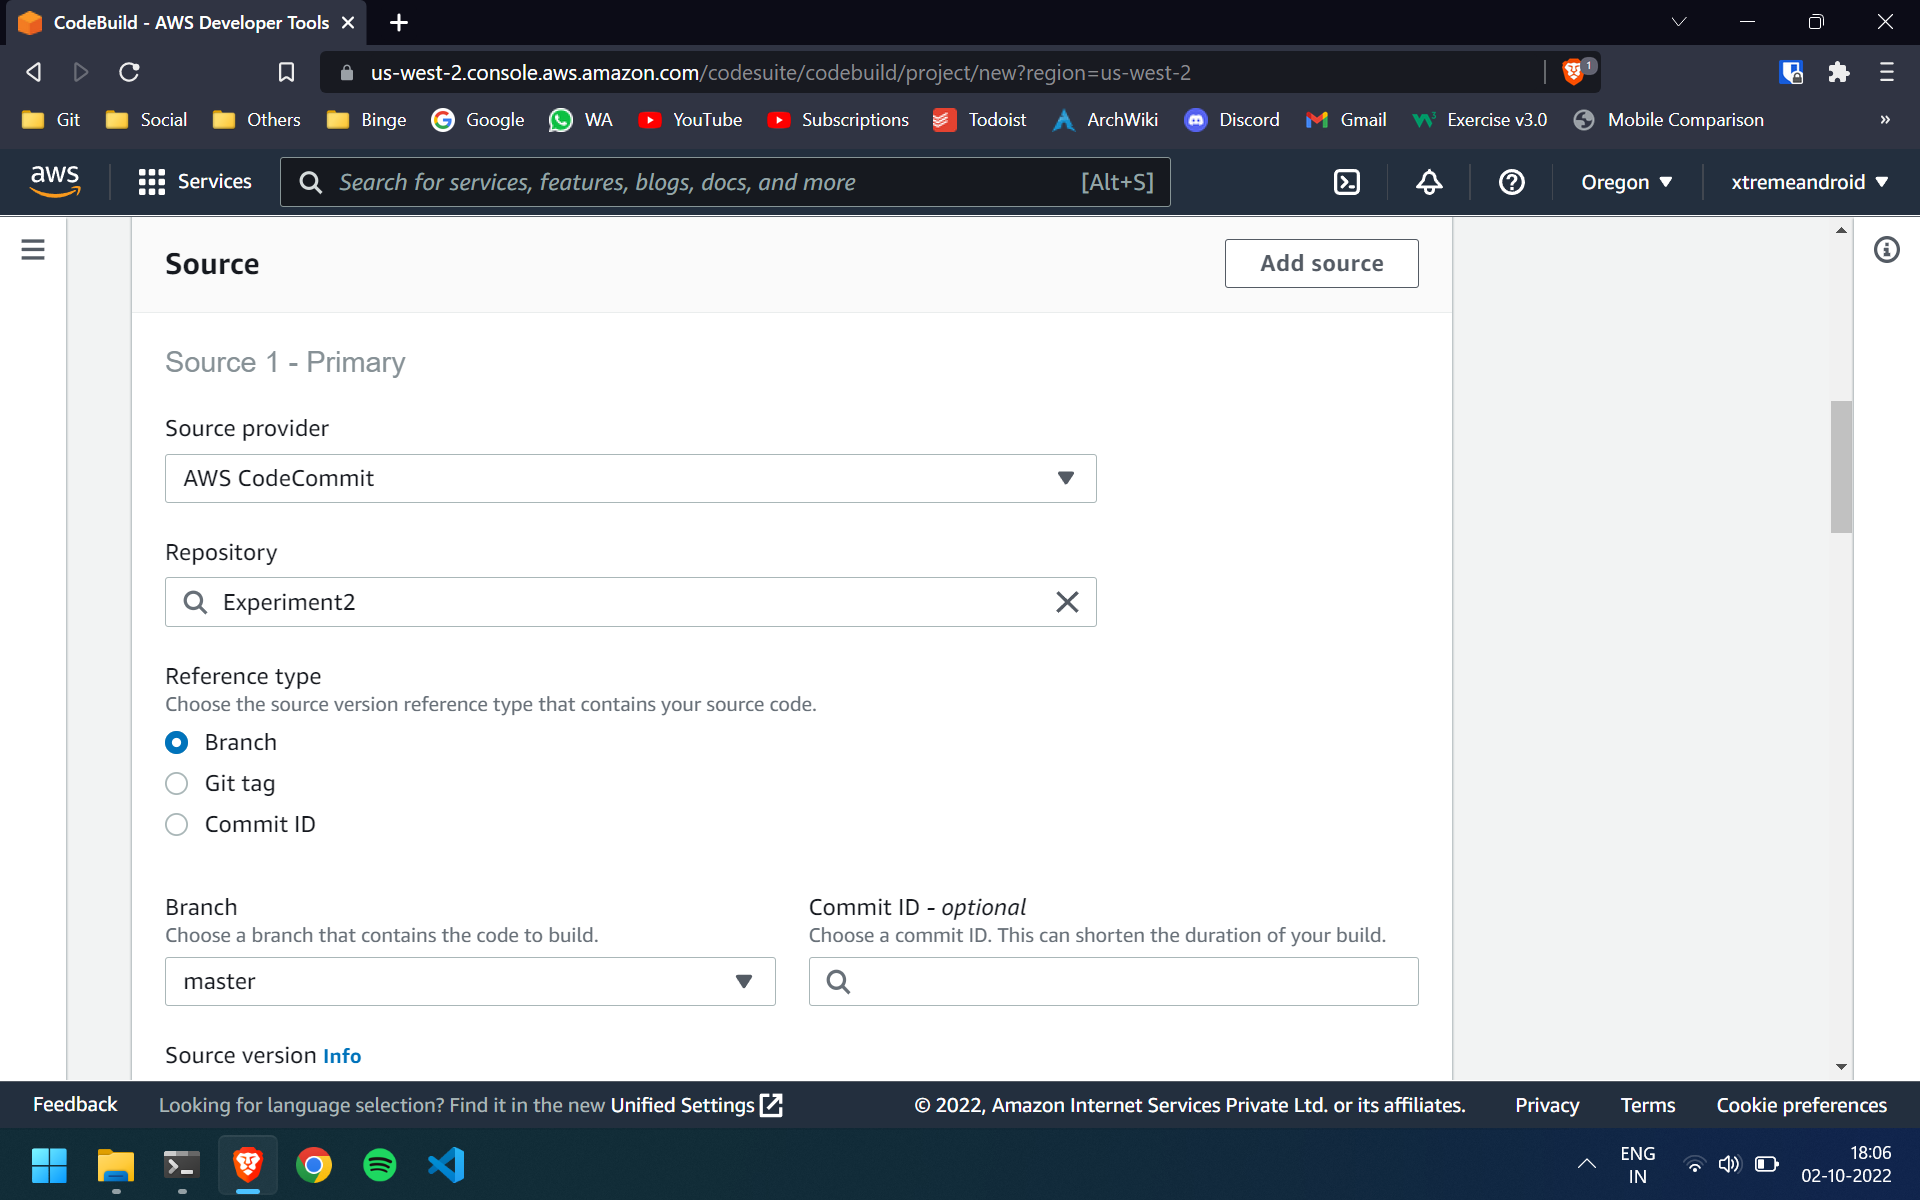 CodeBuild - AWS Developer Tools
us-west-2.console.aws.amazon.com/codesuite/codebuild/project/new?region=us-west-2
1
Git Social Others Binge Google WA YouTube Subscriptions Todoist ArchWiki Discord Gmail Exercise v3.0 Mobile Comparison »
aws Services Search for services, features, blogs, docs, and more [Alt+S] Oregon xtremeandroid
Source Add source
Source 1 - Primary
Source provider
AWS CodeCommit
Repository
Experiment2
Reference type
Choose the source version reference type that contains your source code.
Branch
Git tag
Commit ID
Branch
Choose a branch that contains the code to build.
master
Commit ID - optional
Choose a commit ID. This can shorten the duration of your build.
Source version Info
Feedback Looking for language selection? Find it in the new Unified Settings © 2022, Amazon Internet Services Private Ltd. or its affiliates. Privacy Terms Cookie preferences
ENG
IN
18:06
02-10-2022